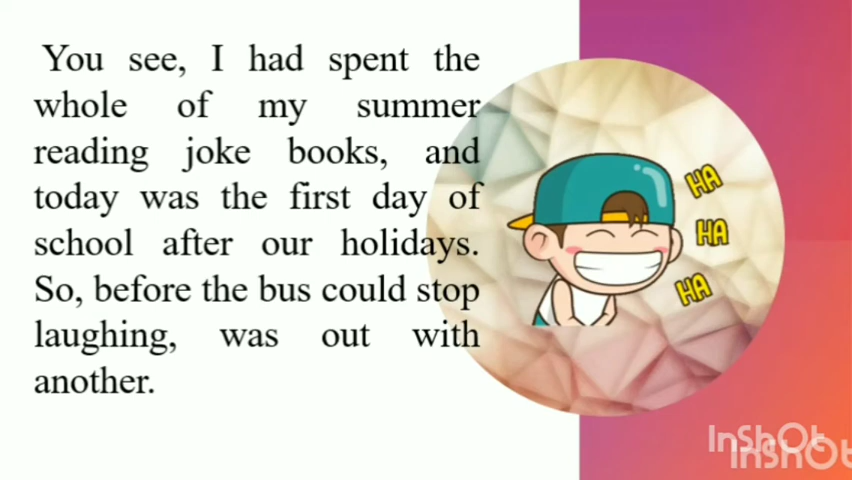 You see, I had spent the
whole of my summer
reading joke books, and
today was the first day of
school after our holidays.
So, before the bus could stop
laughing, was out with
another.
HA
HA
HA
InShOt
InShOt